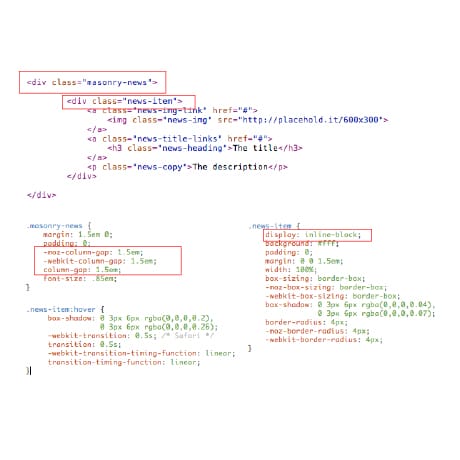 <div class="masonry-news">
<div class="news-item">
<a class="news-img-link" href="#">
<img class="news-img" src="http://placehold.it/600x300">
</a>
<a class="news-title-links" href="#">
<h3 class="news-heading">The title</h3>
</a>
<p class="news-copy">The description</p>
</div>
</div>
.masonry-news {
margin: 1.5em 0;
padding: 0;
-moz-column-gap: 1.5em;
-webkit-column-gap: 1.5em;
column-gap: 1.5em;
font-size: .85em;
}
.news-item:hover {
box-shadow: 0 3px 6px rgba(0,0,0,0.2),
0 3px 6px rgba(0,0,0,0.26);
-webkit-transition: 0.5s; /* Safari */
transition: 0.5s;
-webkit-transition-timing-function: linear;
transition-timing-function: linear;
}
.news-item {
display: inline-block;
background: #fff;
padding: 0;
margin: 0 0 1.5em;
width: 100%;
box-sizing: border-box;
-moz-box-sizing: border-box;
-webkit-box-sizing: border-box;
box-shadow: 0 3px 6px rgba(0,0,0,0.04),
0 3px 6px rgba(0,0,0,0.07);
border-radius: 4px;
-moz-border-radius: 4px;
-webkit-border-radius: 4px;
}